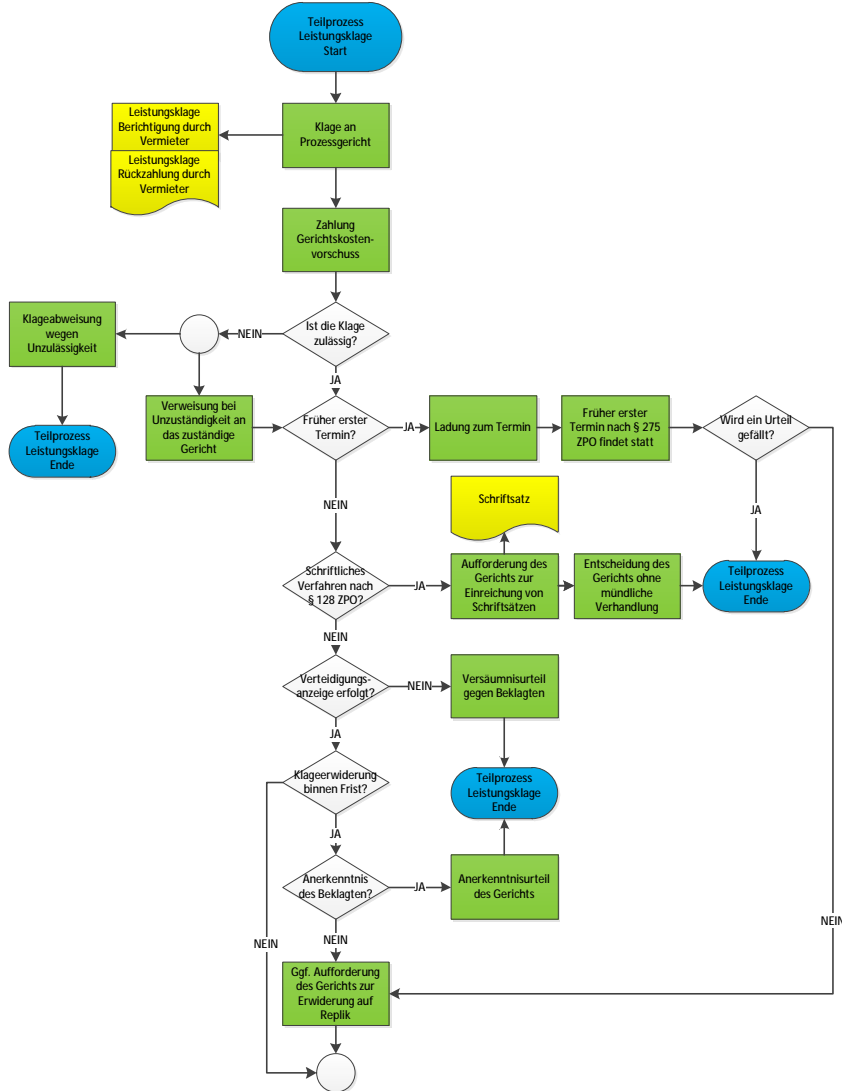 Teilprozess
Leistungsklage
Start
Leistungsklage
Berichtigung durch
Vermieter
Klage an
Prozessgericht
Leistungsklage
Rückzahlung durch
Vermieter
Zahlung
Gerichtskosten-
vorschuss
Klageabweisung
wegen
Unzulässigkeit
NEIN
Ist die Klage
zulässig?
JA
Teilprozess
Leistungsklage
Ende
Verweisung bei
Unzuständigkeit an
das zuständige
Gericht
Früher erster
Termin?
JA
Ladung zum Termin
Früher erster
Termin nach § 275
ZPO findet statt
Wird ein Urteil
gefällt?
NEIN
Schriftsatz
JA
Schriftliches
Verfahren nach
§ 128 ZPO?
JA
Aufforderung des
Gerichts zur
Einreichung von
Schriftsätzen
Entscheidung des
Gerichts ohne
mündliche
Verhandlung
Teilprozess
Leistungsklage
Ende
NEIN
Verteidigungs-
anzeige erfolgt?
NEIN
Versäumnisurteil
gegen Beklagten
JA
Klageerwiderung
binnen Frist?
Teilprozess
Leistungsklage
Ende
JA
Anerkenntnis
des Beklagten?
JA
Anerkenntnisurteil
des Gerichts
NEIN
NEIN
NEIN
Ggf. Aufforderung
des Gerichts zur
Erwiderung auf
Replik